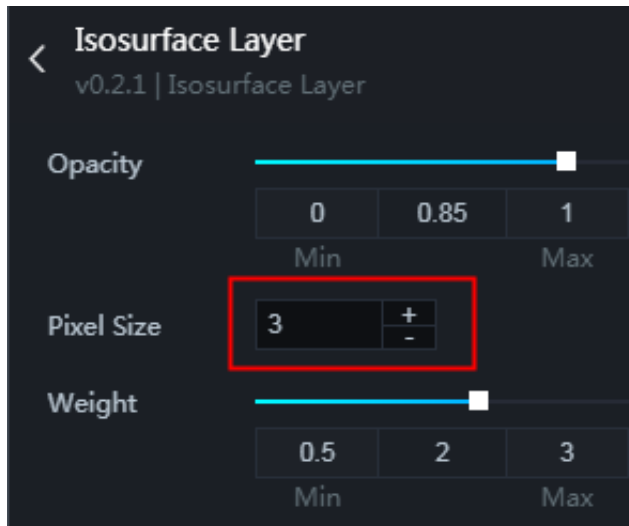 Isosurface Layer
v0.2.1 | Isosurface Layer
Opacity
0 0.85 1
Min Max
Pixel Size 3 + -
Weight
0.5 2 3
Min Max